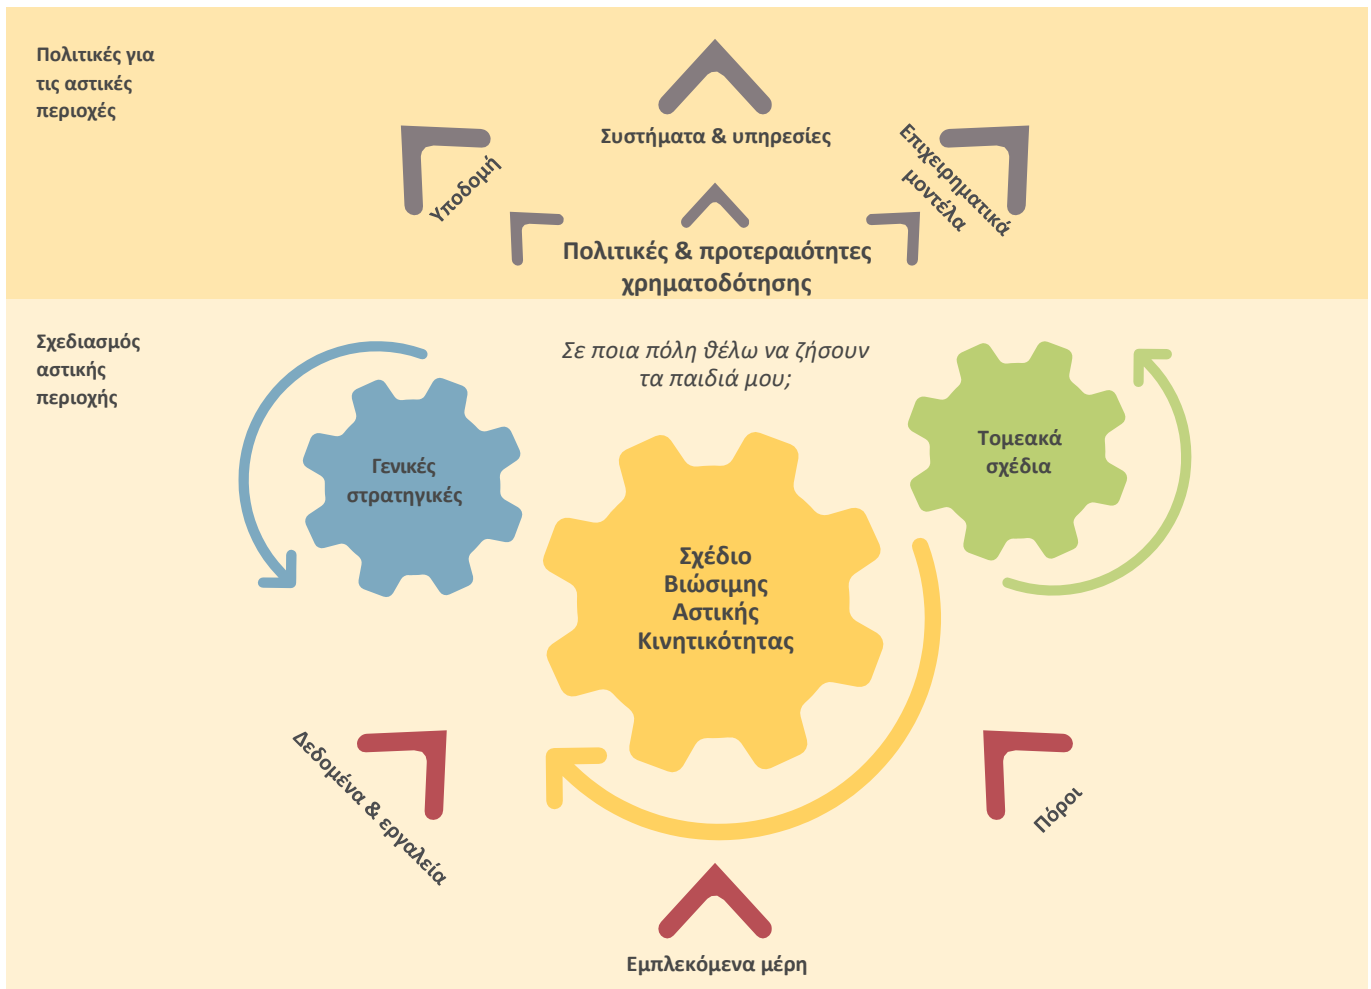 Πολιτικές για
τις αστικές
περιοχές
Συστήματα & υπηρεσίες
Υποδομή
Επιχειρηματικά
μοντέλα
Πολιτικές & προτεραιότητες
χρηματοδότησης
Σχεδιασμός
αστικής
περιοχής
Σε ποια πόλη θέλω να ζήσουν
τα παιδιά μου;
Γενικές
στρατηγικές
Τομεακά
σχέδια
Σχέδιο
Βιώσιμης
Αστικής
Κινητικότητας
Δεδομένα & εργαλεία
Πόροι
Εμπλεκόμενα μέρη